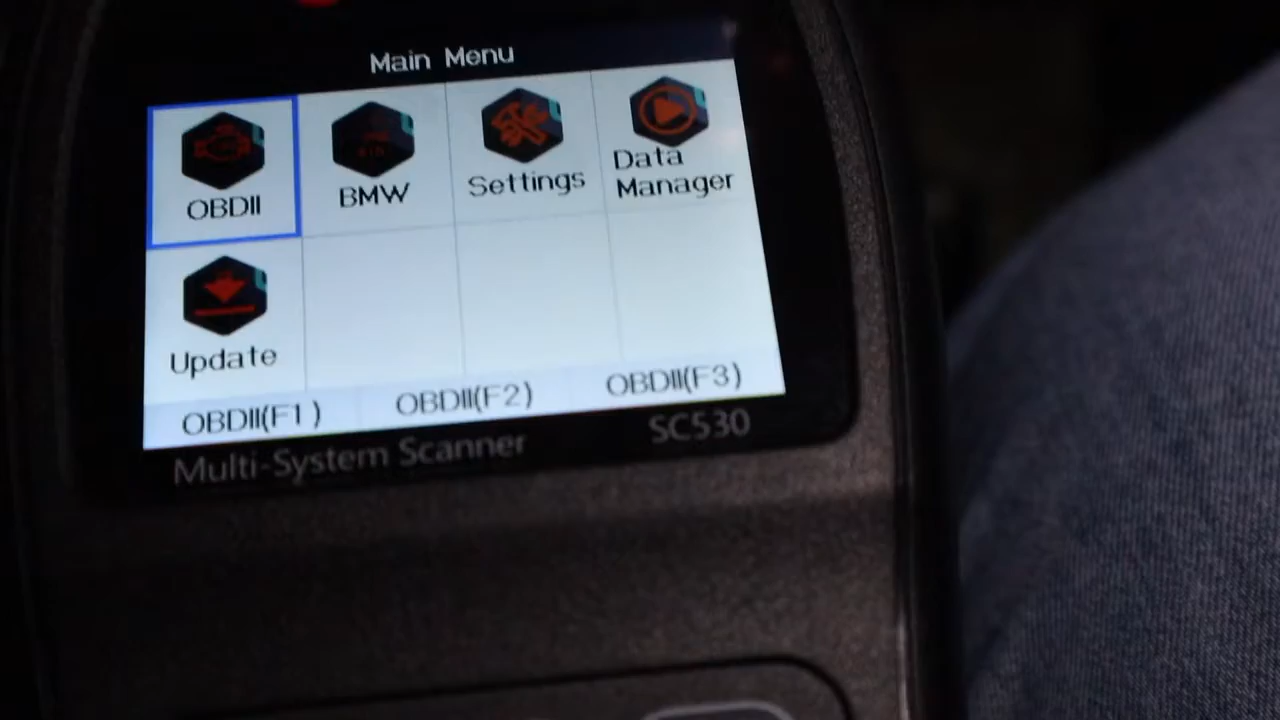 Main Menu
OBDII
BMW
Settings
Data
Manager
Update
OBDII(F1)
OBDII(F2)
OBDII(F3)
Multi-System Scanner
SC530